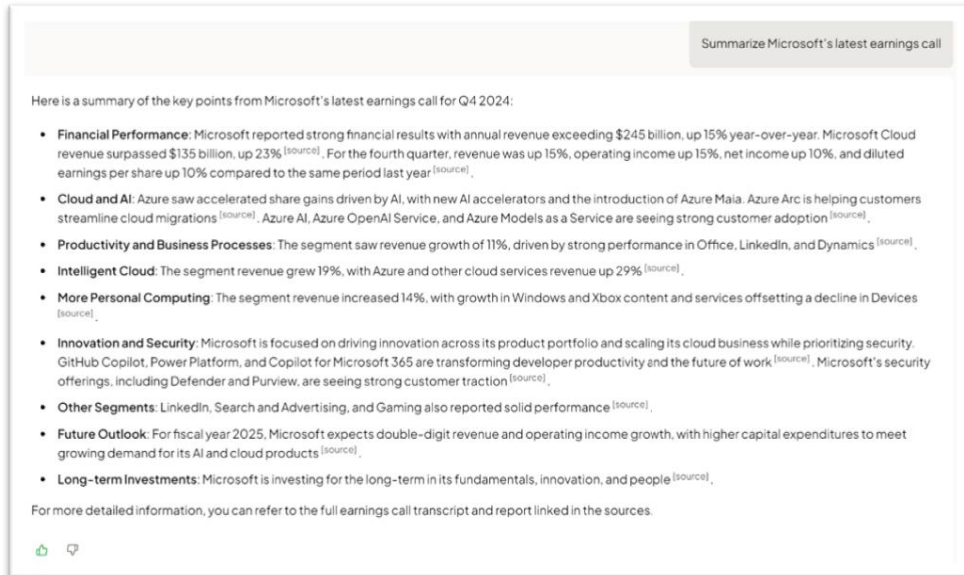 Summarize Microsoft's latest earnings call
Here is a summary of the key points from Microsoft's latest earnings call for Q4 2024:
• Financial Performance: Microsoft reported strong financial results with annual revenue exceeding $245 billion, up 15% year-over-year. Microsoft Cloud
revenue surpassed $135 billion, up 23% [source] . For the fourth quarter, revenue was up 15%, operating income up 15%, net income up 10%, and diluted
earnings per share up 10% compared to the same period last year [source] .
• Cloud and AI: Azure saw accelerated share gains driven by AI, with new AI accelerators and the introduction of Azure Maia. Azure Arc is helping customers
streamline cloud migrations [source] . Azure AI, Azure OpenAI Service, and Azure Models as a Service are seeing strong customer adoption [source] .
• Productivity and Business Processes: The segment saw revenue growth of 11%, driven by strong performance in Office, LinkedIn, and Dynamics [source] .
• Intelligent Cloud: The segment revenue grew 19%, with Azure and other cloud services revenue up 29% [source] .
• More Personal Computing: The segment revenue increased 14%, with growth in Windows and Xbox content and services offsetting a decline in Devices
[source] .
• Innovation and Security: Microsoft is focused on driving innovation across its product portfolio and scaling its cloud business while prioritizing security.
GitHub Copilot, Power Platform, and Copilot for Microsoft 365 are transforming developer productivity and the future of work [source] . Microsoft's security
offerings, including Defender and Purview, are seeing strong customer traction [source] .
• Other Segments: LinkedIn, Search and Advertising, and Gaming also reported solid performance [source] .
• Future Outlook: For fiscal year 2025, Microsoft expects double-digit revenue and operating income growth, with higher capital expenditures to meet
growing demand for its AI and cloud products [source] .
• Long-term Investments: Microsoft is investing for the long-term in its fundamentals, innovation, and people [source] .
For more detailed information, you can refer to the full earnings call transcript and report linked in the sources.